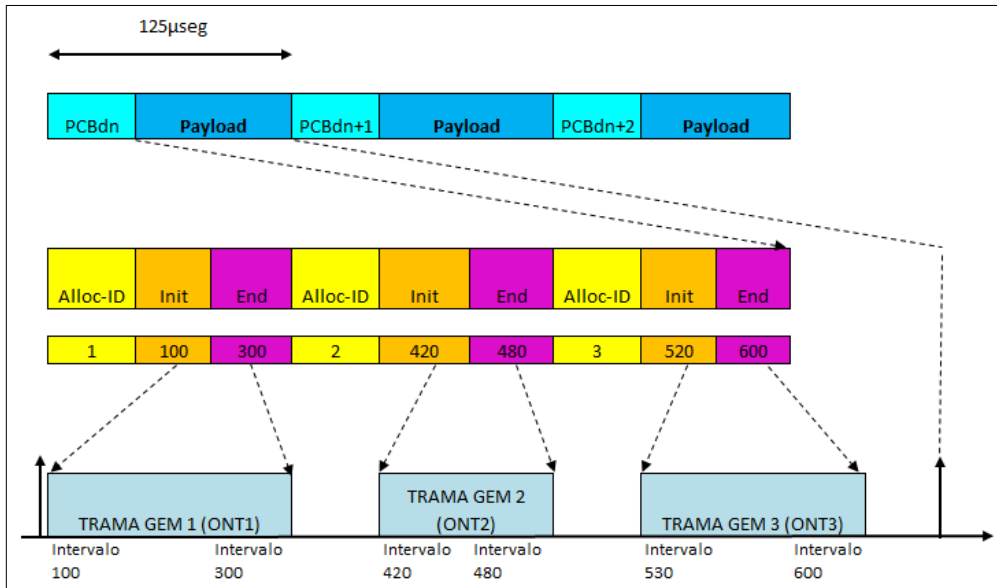 125µseg
PCBdn Payload PCBdn+1 Payload PCBdn+2 Payload
Alloc-ID Init End Alloc-ID Init End Alloc-ID Init End
1 100 300 2 420 480 3 520 600
TRAMA GEM 1 (ONT1)
TRAMA GEM 2
(ONT2)
TRAMA GEM 3 (ONT3)
Intervalo
100
Intervalo
300
Intervalo
420
Intervalo
480
Intervalo
530
Intervalo
600